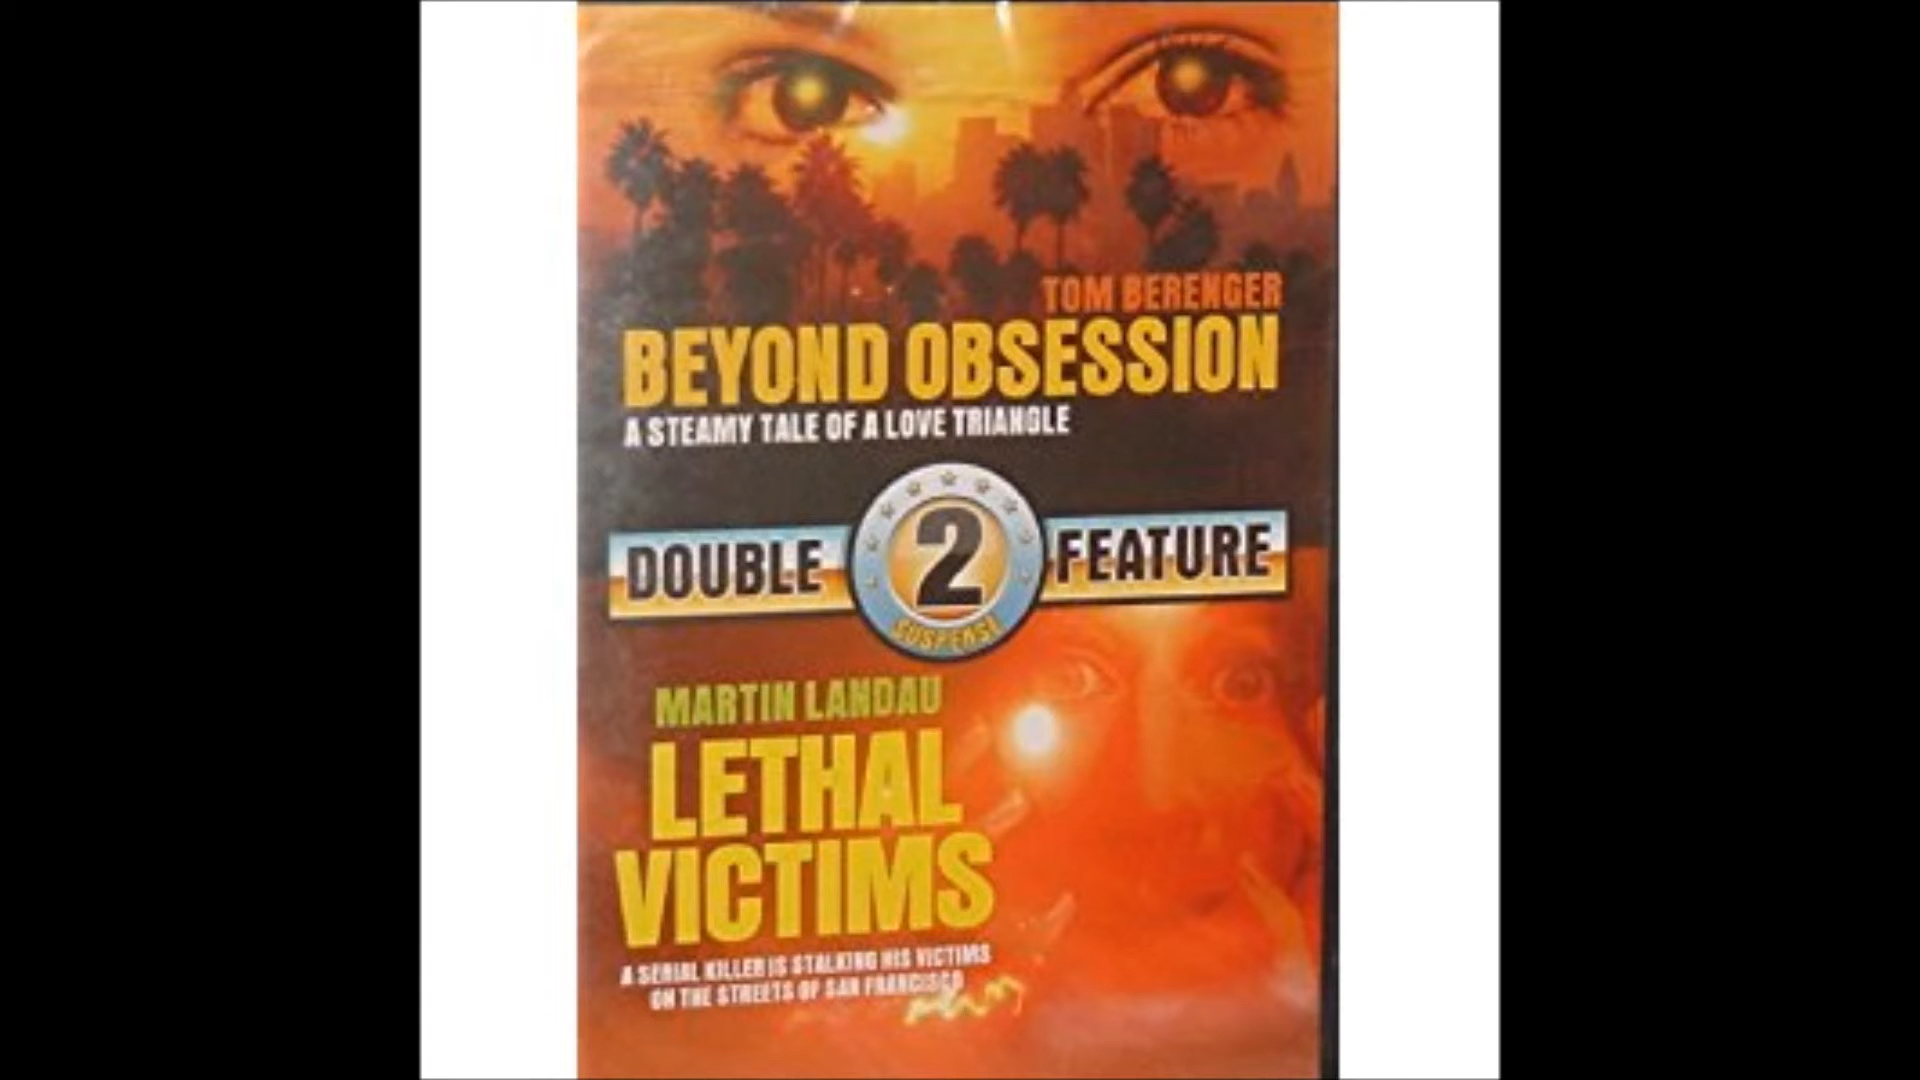 TOM BERENGER
BEYOND OBSESSION
A STEAMY TALE OF A LOVE TRIANGLE
DOUBLE 2 FEATURE
SUSPENSE
MARTIN LANDAU
LETHAL
VICTIMS
A SERIAL KILLER IS STALKING HIS VICTIMS
ON THE STREETS OF SAN FRANCISCO